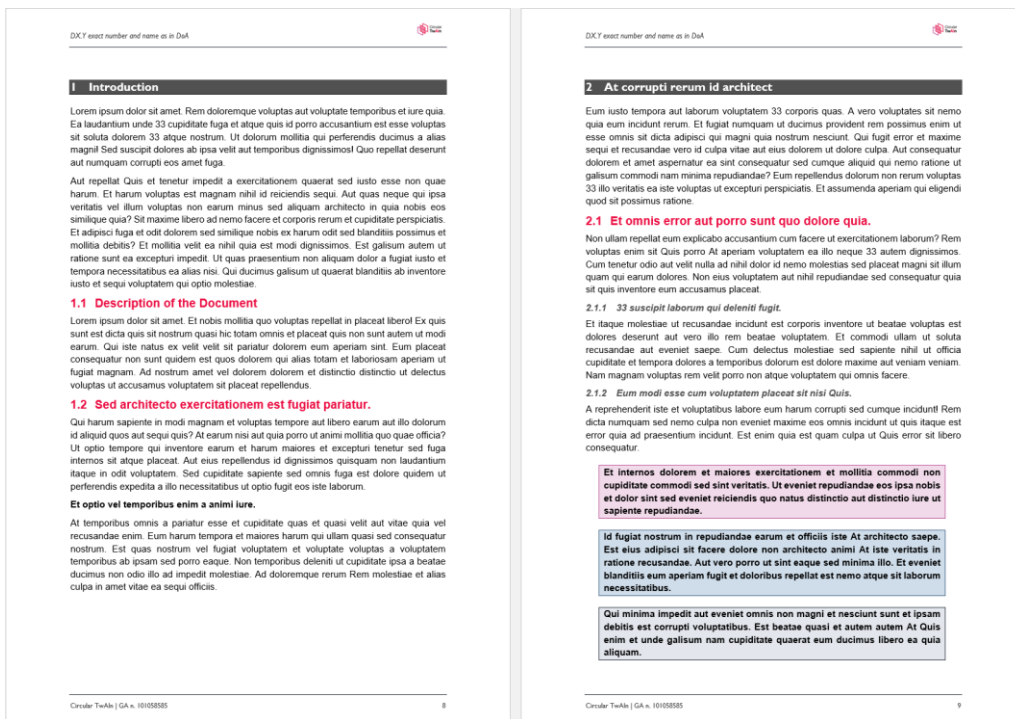 DX.Y exact number and name as in DoA
Circular
TwAIn
1 Introduction
Lorem ipsum dolor sit amet. Rem doloremque voluptas aut voluptate temporibus et iure quia.
Ea laudantium unde 33 cupiditate fuga et atque quis id porro accusantium est esse voluptas
sit soluta dolorem 33 atque nostrum. Ut dolorum mollitia qui perferendis ducimus a alias
magni! Sed suscipit dolores ab ipsa velit aut temporibus dignissimos! Quo repellat deserunt
aut numquam corrupti eos amet fuga.
Aut repellat Quis et tenetur impedit a exercitationem quaerat sed iusto esse non quae
harum. Et harum voluptas est magnam nihil id reiciendis sequi. Aut quas neque qui ipsa
veritatis vel illum voluptas non earum minus sed aliquam architecto in quia nobis eos
similique quia? Sit maxime libero ad nemo facere et corporis rerum et cupiditate perspiciatis.
Et adipisci fuga et odit dolorem sed similique nobis ex harum odit sed blanditiis possimus et
mollitia debitis? Et mollitia velit ea nihil quia est modi dignissimos. Est galisum autem ut
ratione sunt ea excepturi impedit. Ut quas praesentium non aliquam dolor a fugiat iusto et
tempora necessitatibus ea alias nisi. Qui ducimus galisum ut quaerat blanditiis ab inventore
iusto et sequi voluptatem qui optio molestiae.
1.1 Description of the Document
Lorem ipsum dolor sit amet. Et nobis mollitia quo voluptas repellat in placeat libero! Ex quis
sunt est dicta quis sit nostrum quasi hic totam omnis et placeat quis non sunt autem ut modi
earum. Qui iste natus ex velit velit sit pariatur dolorem eum aperiam sint. Eum placeat
consequatur non sunt quidem est quos dolorem qui alias totam et laboriosam aperiam ut
fugiat magnam. Ad nostrum amet vel dolorem dolorem et distinctio distinctio ut delectus
voluptas ut accusamus voluptatem sit placeat repellendus.
1.2 Sed architecto exercitationem est fugiat pariatur.
Qui harum sapiente in modi magnam et voluptas tempore aut libero earum aut illo dolorum
id aliquid quos aut sequi quis? At earum nisi aut quia porro ut animi mollitia quo quae officia?
Ut optio tempore qui inventore earum et harum maiores et excepturi tenetur sed fuga
internos sit atque placeat. Aut eius repellendus id dignissimos quisquam non laudantium
itaque in odit voluptatem. Sed cupiditate sapiente sed omnis fuga est dolore quidem ut
perferendis expedita a illo necessitatibus ut optio fugit eos iste laborum.
Et optio vel temporibus enim a animi iure.
At temporibus omnis a pariatur esse et cupiditate quas et quasi velit aut vitae quia vel
recusandae enim. Eum harum tempora et maiores harum qui ullam quasi sed consequatur
nostrum. Est quas nostrum vel fugiat voluptatem et voluptate voluptas a voluptatem
temporibus ab ipsam sed porro eaque. Non temporibus deleniti ut cupiditate ipsa a beatae
ducimus non odio illo ad impedit molestiae. Ad doloremque rerum Rem molestiae et alias
culpa in amet vitae ea sequi officiis.
Circular TwAIn | GA n. 101058585
8
DX.Y exact number and name as in DoA
Circular
TwAIn
2 At corrupti rerum id architect
Eum iusto tempora aut laborum voluptatem 33 corporis quas. A vero voluptates sit nemo
quia eum incidunt rerum. Et fugiat numquam ut ducimus provident rem possimus enim ut
esse omnis sit dicta adipisci qui magni quia nostrum nesciunt. Qui fugit error et maxime
sequi et recusandae vero id culpa vitae aut eius dolorem ut dolore culpa. Aut consequatur
dolorem et amet aspernatur ea sint consequatur sed cumque aliquid qui nemo ratione ut
galisum commodi nam minima repudiandae? Eum repellendus dolorum non rerum voluptas
33 illo veritatis ea iste voluptas ut excepturi perspiciatis. Et assumenda aperiam qui eligendi
quod sit possimus ratione.
2.1 Et omnis error aut porro sunt quo dolore quia.
Non ullam repellat eum explicabo accusantium cum facere ut exercitationem laborum? Rem
voluptas enim sit Quis porro At aperiam voluptatem ea illo neque 33 autem dignissimos.
Cum tenetur odio aut velit nulla ad nihil dolor id nemo molestias sed placeat magni sit illum
quam qui earum dolores. Non eius voluptatem aut nihil repudiandae sed consequatur quia
sit quis inventore eum accusamus placeat.
2.1.1 33 suscipit laborum qui deleniti fugit.
Et itaque molestiae ut recusandae incidunt est corporis inventore ut beatae voluptas est
dolores deserunt aut vero illo rem beatae voluptatem. Et commodi ullam ut soluta
recusandae aut eveniet saepe. Cum delectus molestiae sed sapiente nihil ut officia
cupiditate et tempora dolores a temporibus dolorum est dolore maxime aut veniam veniam.
Nam magnam voluptas rem velit porro non atque voluptatem qui omnis facere.
2.1.2 Eum modi esse cum voluptatem placeat sit nisi Quis.
A reprehenderit iste et voluptatibus labore eum harum corrupti sed cumque incidunt! Rem
dicta numquam sed nemo culpa non eveniet maxime eos omnis incidunt ut quis itaque est
error quia ad praesentium incidunt. Est enim quia est quam culpa ut Quis error sit libero
consequatur.
Et internos dolorem et maiores exercitationem et mollitia commodi non
cupiditate commodi sed sint veritatis. Ut eveniet repudiandae eos ipsa nobis
et dolor sint sed eveniet reiciendis quo natus distinctio aut distinctio iure ut
sapiente repudiandae.
Id fugiat nostrum in repudiandae earum et officiis iste At architecto saepe.
Est eius adipisci sit facere dolore non architecto animi At iste veritatis in
ratione recusandae. Aut vero porro ut sint eaque sed minima illo. Et eveniet
blanditiis eum aperiam fugit et doloribus repellat est nemo atque sit laborum
necessitatibus.
Qui minima impedit aut eveniet omnis non magni et nesciunt sunt et ipsam
debitis est corrupti voluptatibus. Est beatae quasi et autem autem At Quis
enim et unde galisum nam cupiditate quaerat eum ducimus libero ea quia
aliquam.
Circular TwAIn | GA n. 101058585
9